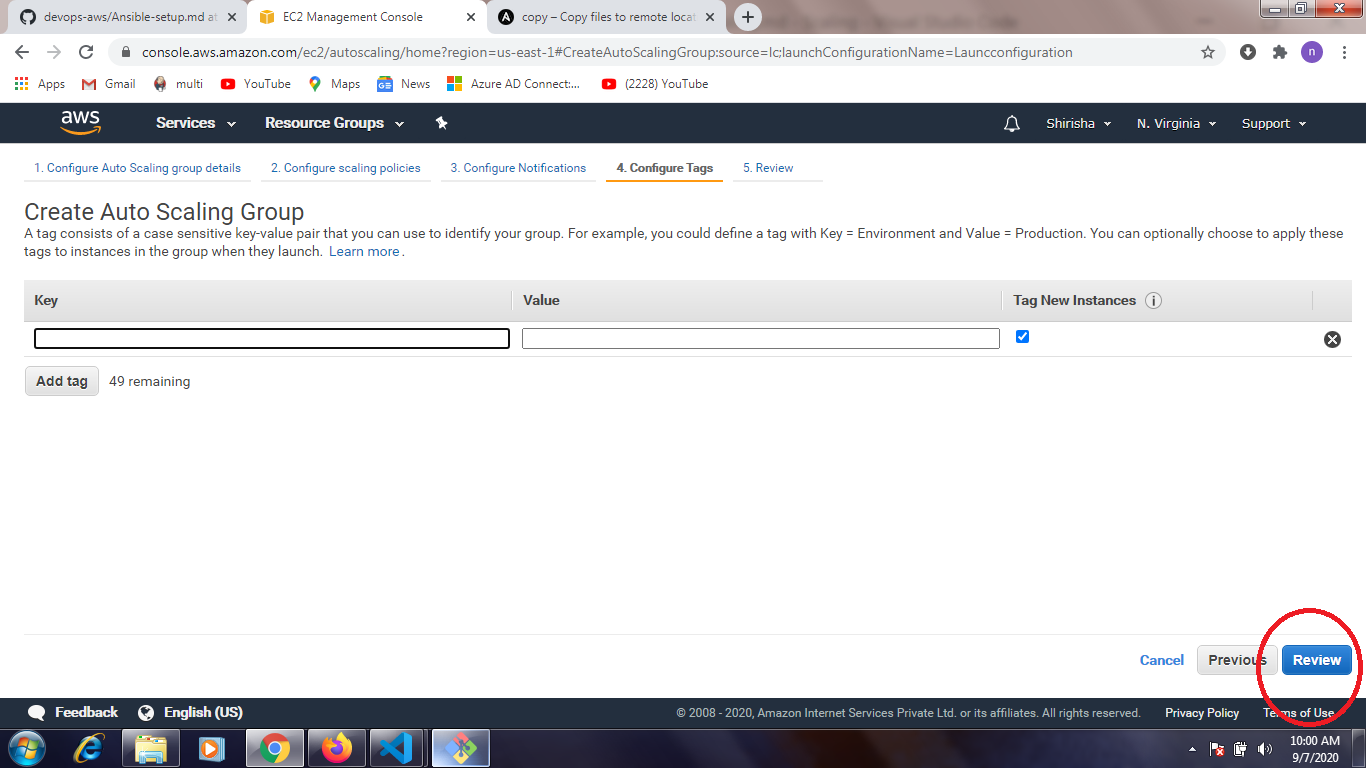 devops-aws/Ansible-setup.md at
EC2 Management Console
copy – Copy files to remote locat
console.aws.amazon.com/ec2/autoscaling/home?region=us-east-1#CreateAutoScalingGroup:source=lc;launchConfigurationName=Launcconfiguration
n
Apps
Gmail
multi
YouTube
Maps
News
Azure AD Connect:...
(2228) YouTube
aws
Services
Resource Groups
Shirisha
N. Virginia
Support
1. Configure Auto Scaling group details
2. Configure scaling policies
3. Configure Notifications
4. Configure Tags
5. Review
Create Auto Scaling Group
A tag consists of a case sensitive key-value pair that you can use to identify your group. For example, you could define a tag with Key = Environment and Value = Production. You can optionally choose to apply these
tags to instances in the group when they launch. Learn more.
Key
Value
Tag New Instances
Add tag
49 remaining
Cancel
Previous
Review
Feedback
English (US)
© 2008 - 2020, Amazon Internet Services Private Ltd. or its affiliates. All rights reserved.
Privacy Policy
Terms of Use
10:00 AM
9/7/2020